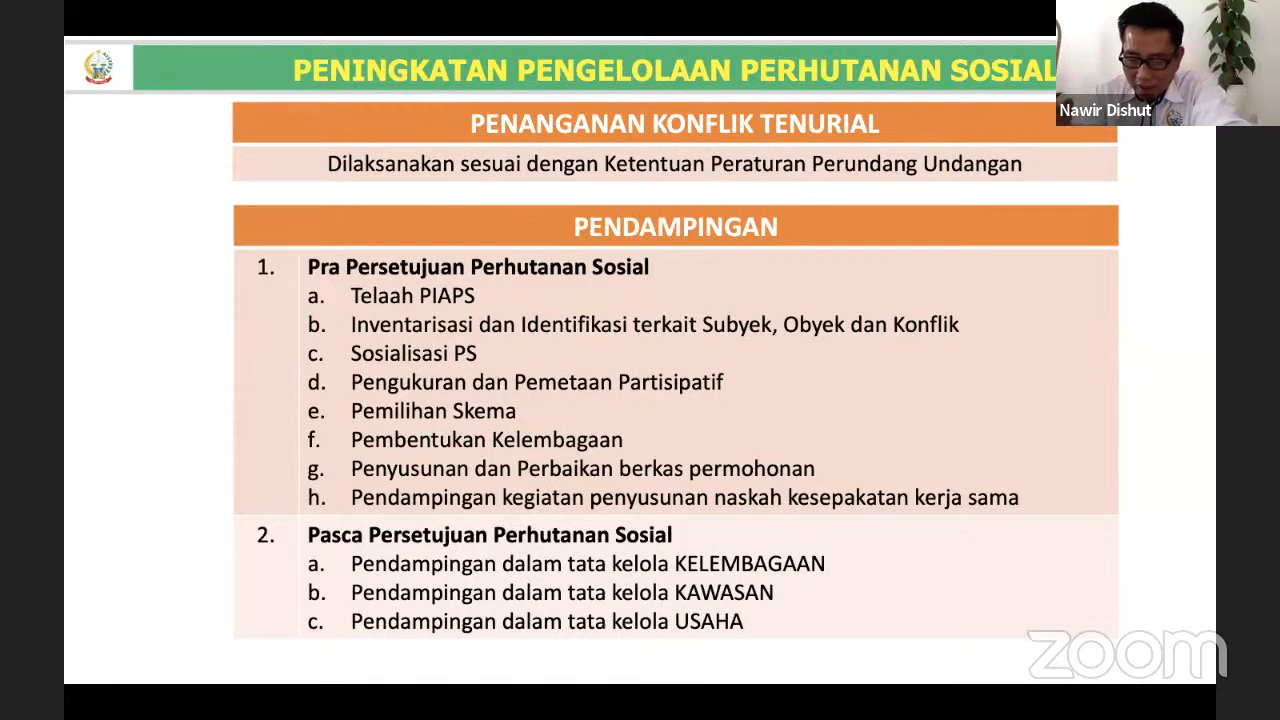 PENINGKATAN PENGELOLAAN PERHUTANAN SOSIAL
Nawir Dishut
PENANGANAN KONFLIK TENURIAL
Dilaksanakan sesuai dengan Ketentuan Peraturan Perundang Undangan
PENDAMPINGAN
1. Pra Persetujuan Perhutanan Sosial
a. Telaah PIAPS
b. Inventarisasi dan Identifikasi terkait Subyek, Obyek dan Konflik
c. Sosialisasi PS
d. Pengukuran dan Pemetaan Partisipatif
e. Pemilihan Skema
f. Pembentukan Kelembagaan
g. Penyusunan dan Perbaikan berkas permohonan
h. Pendampingan kegiatan penyusunan naskah kesepakatan kerja sama
2. Pasca Persetujuan Perhutanan Sosial
a. Pendampingan dalam tata kelola KELEMBAGAAN
b. Pendampingan dalam tata kelola KAWASAN
c. Pendampingan dalam tata kelola USAHA
zoom